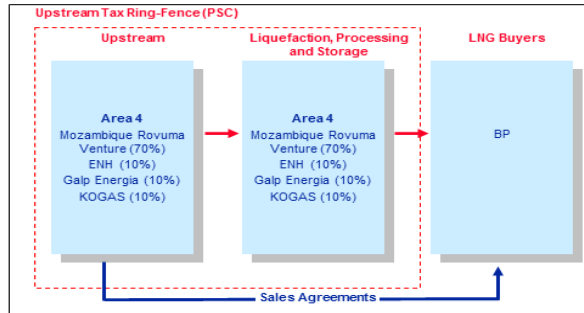 Upstream Tax Ring-Fence (PSC)
Upstream
Liquefaction, Processing
and Storage
LNG Buyers
Area 4
Mozambique Rovuma
Venture (70%)
ENH (10%)
Galp Energia (10%)
KOGAS (10%)
Area 4
Mozambique Rovuma
Venture (70%)
ENH (10%)
Galp Energia (10%)
KOGAS (10%)
BP
Sales Agreements